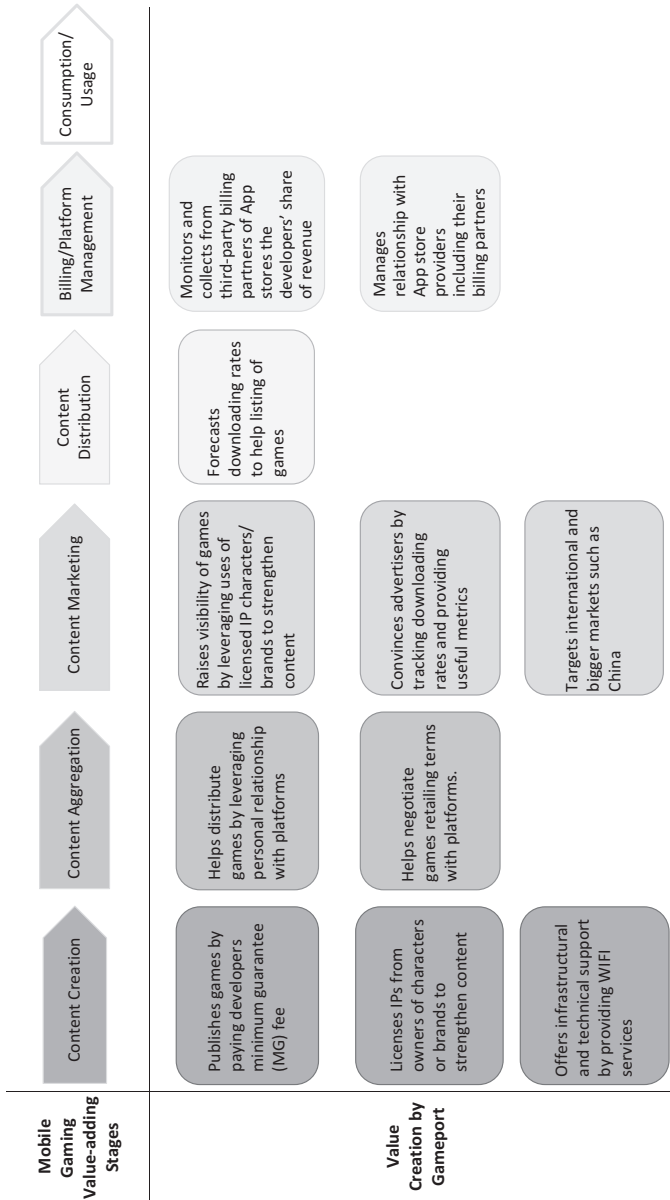 Mobile
Gaming
Value-adding
Stages
Content Creation
Content Aggregation
Content Marketing
Content
Distribution
Billing/Platform
Management
Consumption/
Usage
Value
Creation by
Gameport
Publishes games by
paying developers
minimum guarantee
(MG) fee
Licenses IPs from
owners of characters
or brands to
strengthen content
Offers infrastructural
and technical support
by providing WIFI
services
Helps distribute
games by leveraging
personal relationship
with platforms
Helps negotiate
games retailing terms
with platforms.
Raises visibility of games
by leveraging uses of
licensed IP characters/
brands to strengthen
content
Convinces advertisers by
tracking downloading
rates and providing
useful metrics
Targets international and
bigger markets such as
China
Forecasts
downloading rates
to help listing of
games
Monitors and
collects from
third-party billing
partners of App
stores the
developers’ share
of revenue
Manages
relationship with
App store
providers
including their
billing partners